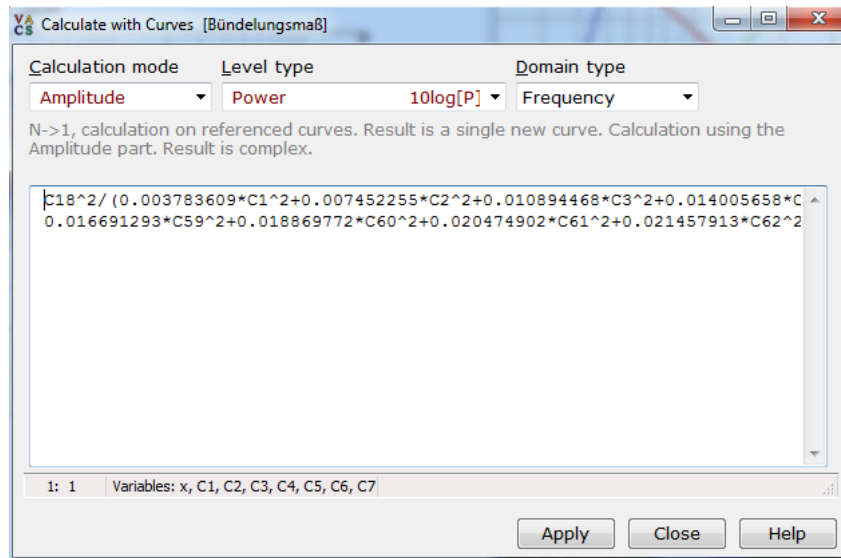 VACS Calculate with Curves [Bündelungsmaß]
Calculation mode
Level type
Domain type
Amplitude
Power 10log[P]
Frequency
N->1, calculation on referenced curves. Result is a single new curve. Calculation using the
Amplitude part. Result is complex.
C18^2/(0.003783609*C1^2+0.007452255*C2^2+0.010894468*C3^2+0.014005658*C
0.016691293*C59^2+0.018869772*C60^2+0.020474902*C61^2+0.021457913*C62^2
1: 1 Variables: x, C1, C2, C3, C4, C5, C6, C7
Apply Close Help